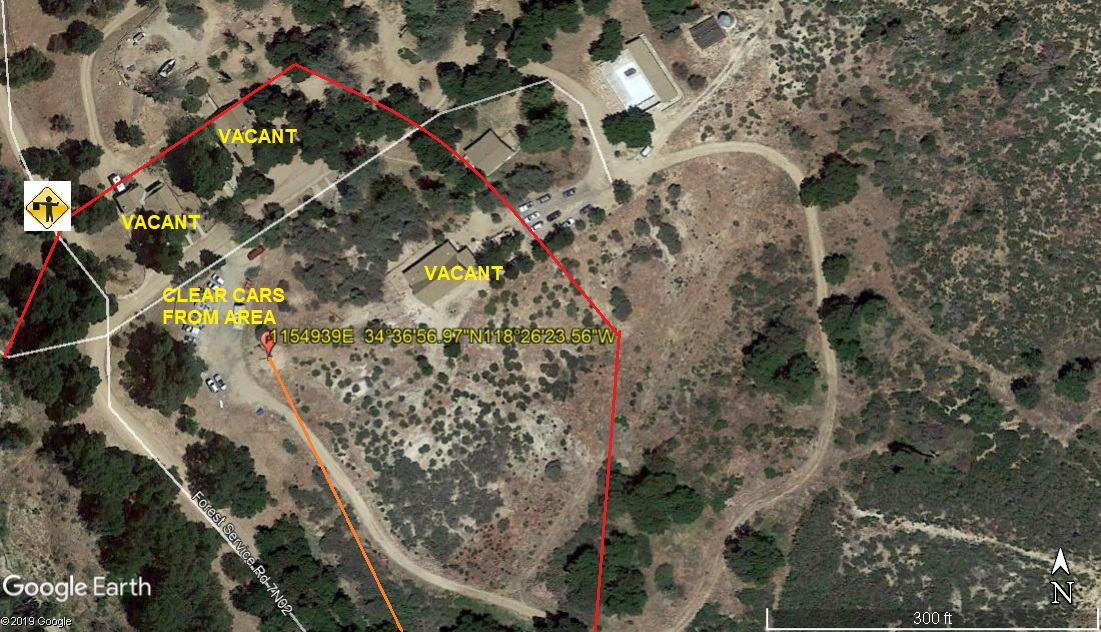 VACANT
VACANT
VACANT
CLEAR CARS
FROM AREA
1154939E  34°36'56.97"N118°26'23.56"W
Forest Service Rd 7N02
Google Earth
©2019 Google
N
300 ft